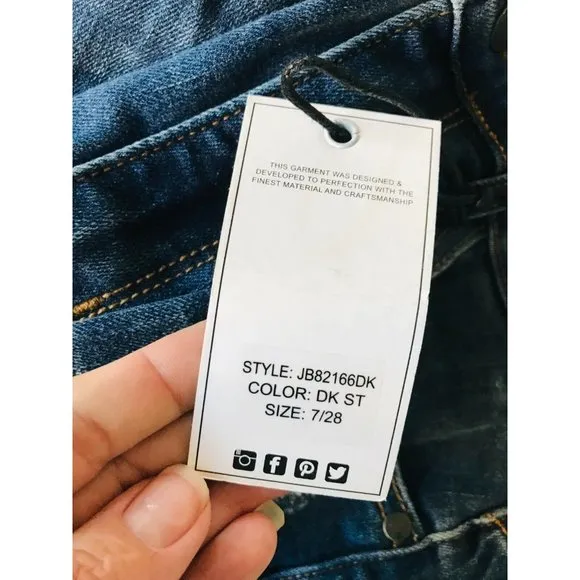 THIS GARMENT WAS DESIGNED &
DEVELOPED TO PERFECTION WITH THE
FINEST MATERIAL AND CRAFTSMANSHIP
STYLE: JB82166DK
COLOR: DK ST
SIZE: 7/28